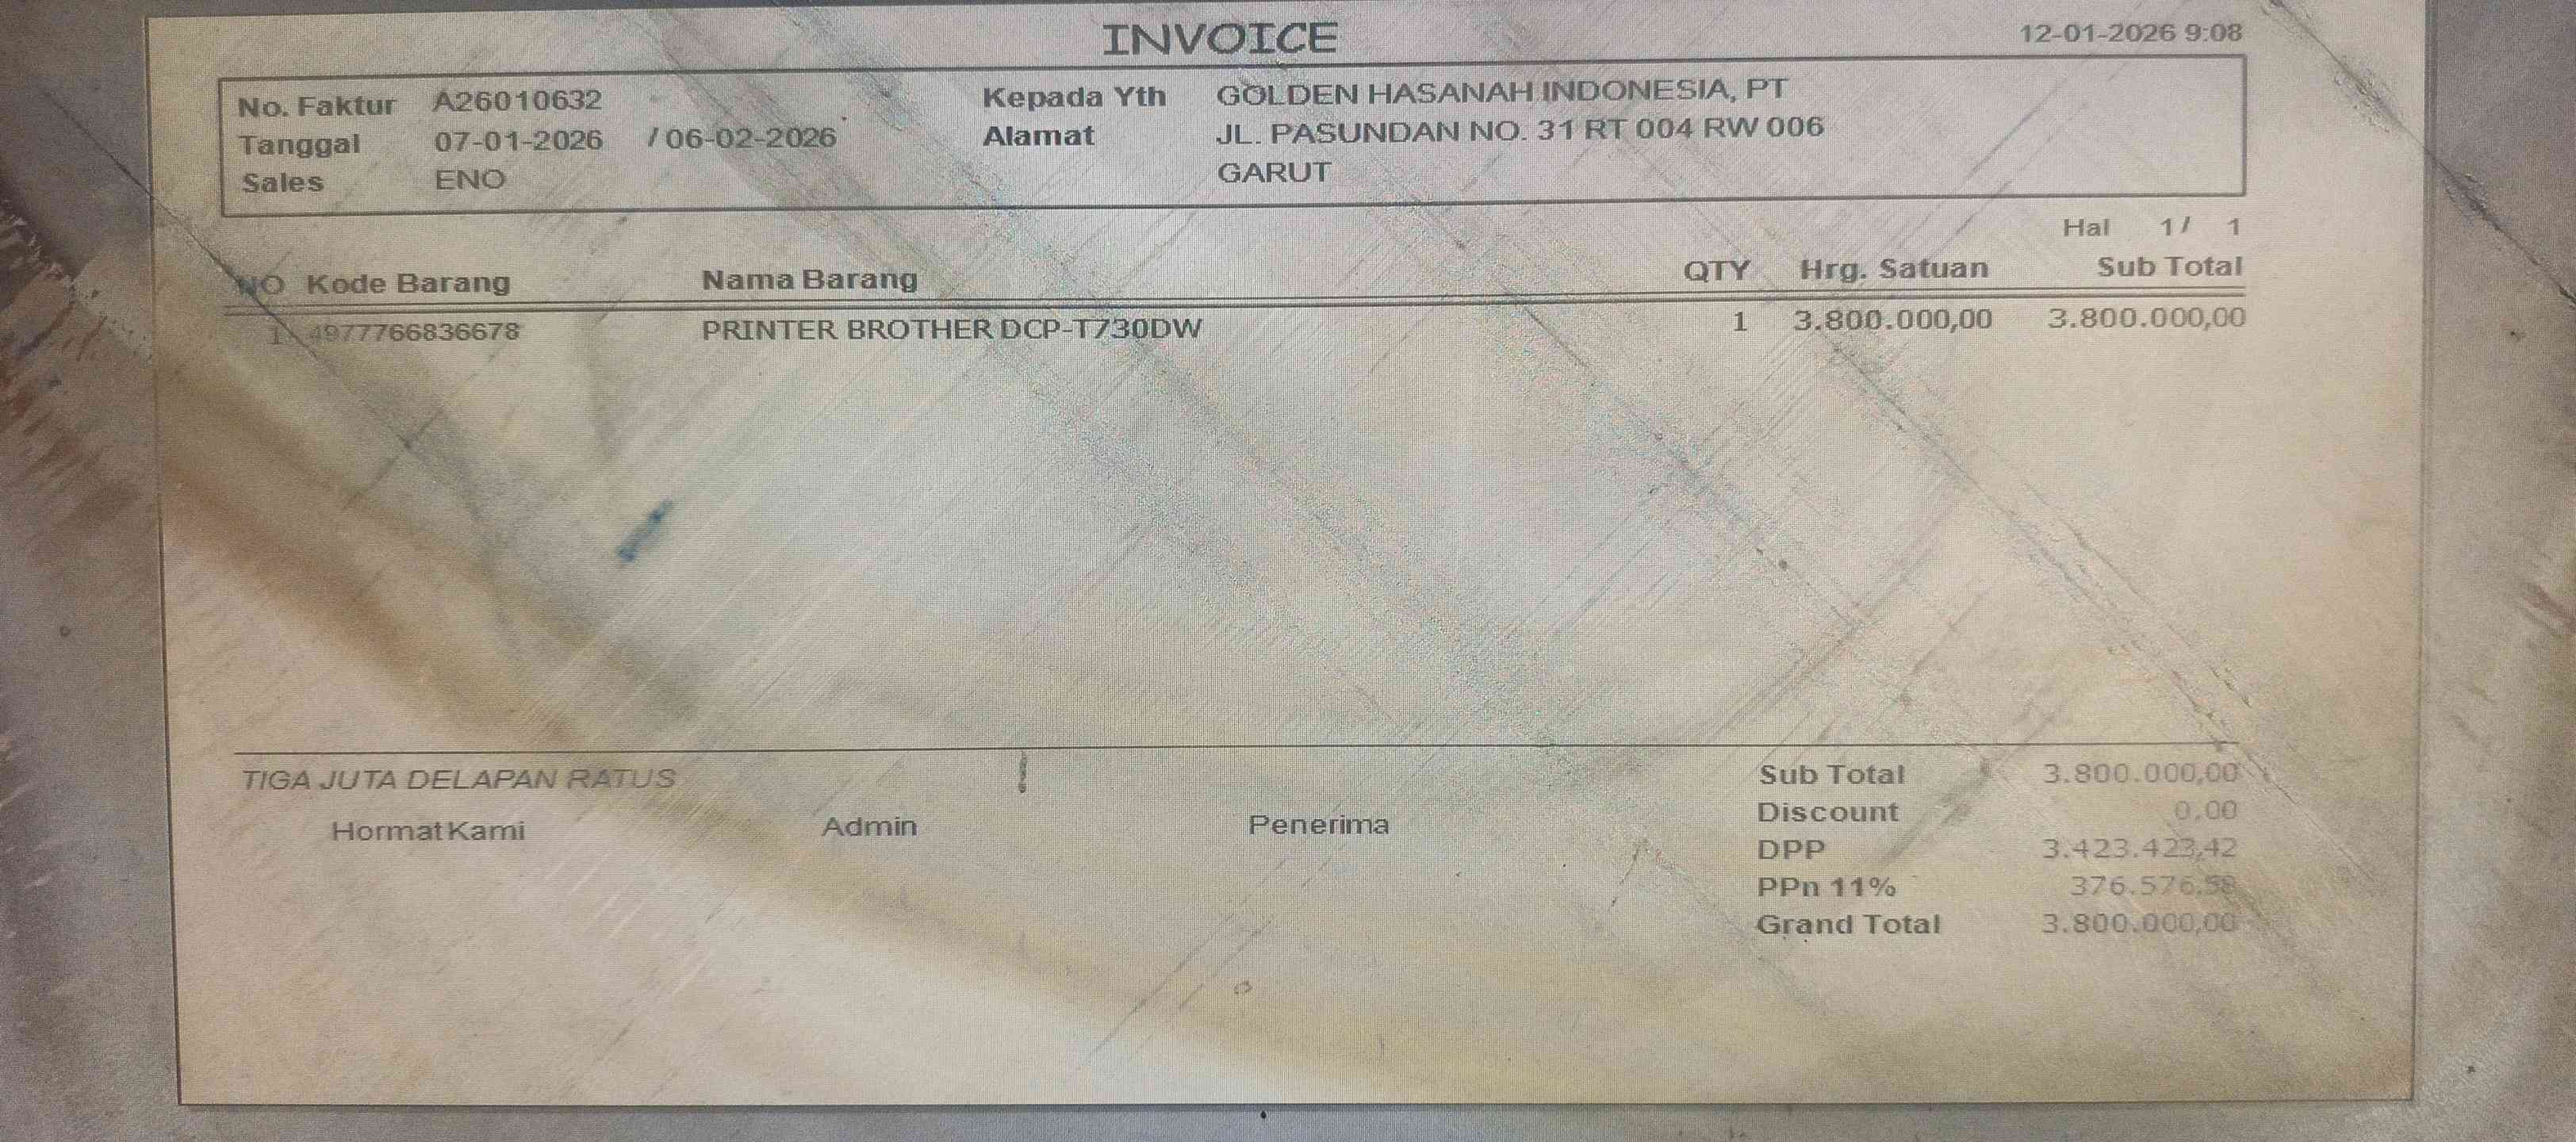 INVOICE
12-01-2026 9:08
No. Faktur A26010632 Kepada Yth GOLDEN HASANAH INDONESIA, PT
Tanggal 07-01-2026 / 06-02-2026 Alamat JL. PASUNDAN NO. 31 RT 004 RW 006
Sales ENO GARUT
Hal 1/ 1
NO Kode Barang Nama Barang QTY Hrg. Satuan Sub Total
1 4977766836678 PRINTER BROTHER DCP-T730DW 1 3.800.000,00 3.800.000,00
TIGA JUTA DELAPAN RATUS Sub Total 3.800.000,00
Hormat Kami Admin Penerima Discount 0.00
DPP 3.423.423,42
PPn 11% 376.576.58
Grand Total 3.800.000,00